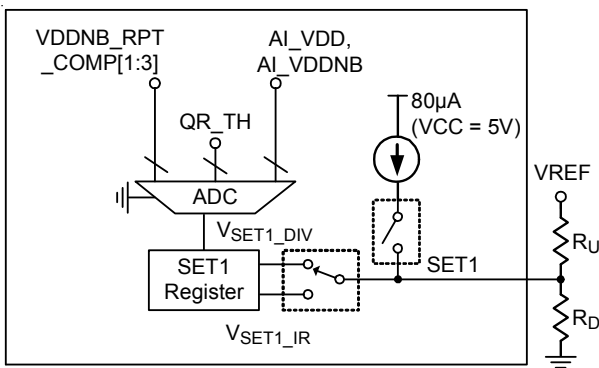 VDDNB_RPT
_COMP[1:3]
AI_VDD,
AI_VDDNB
QR_TH
80µA
(VCC = 5V)
VREF
ADC
VSET1_DIV
SET1
Register
SET1
RU
RD
VSET1_IR